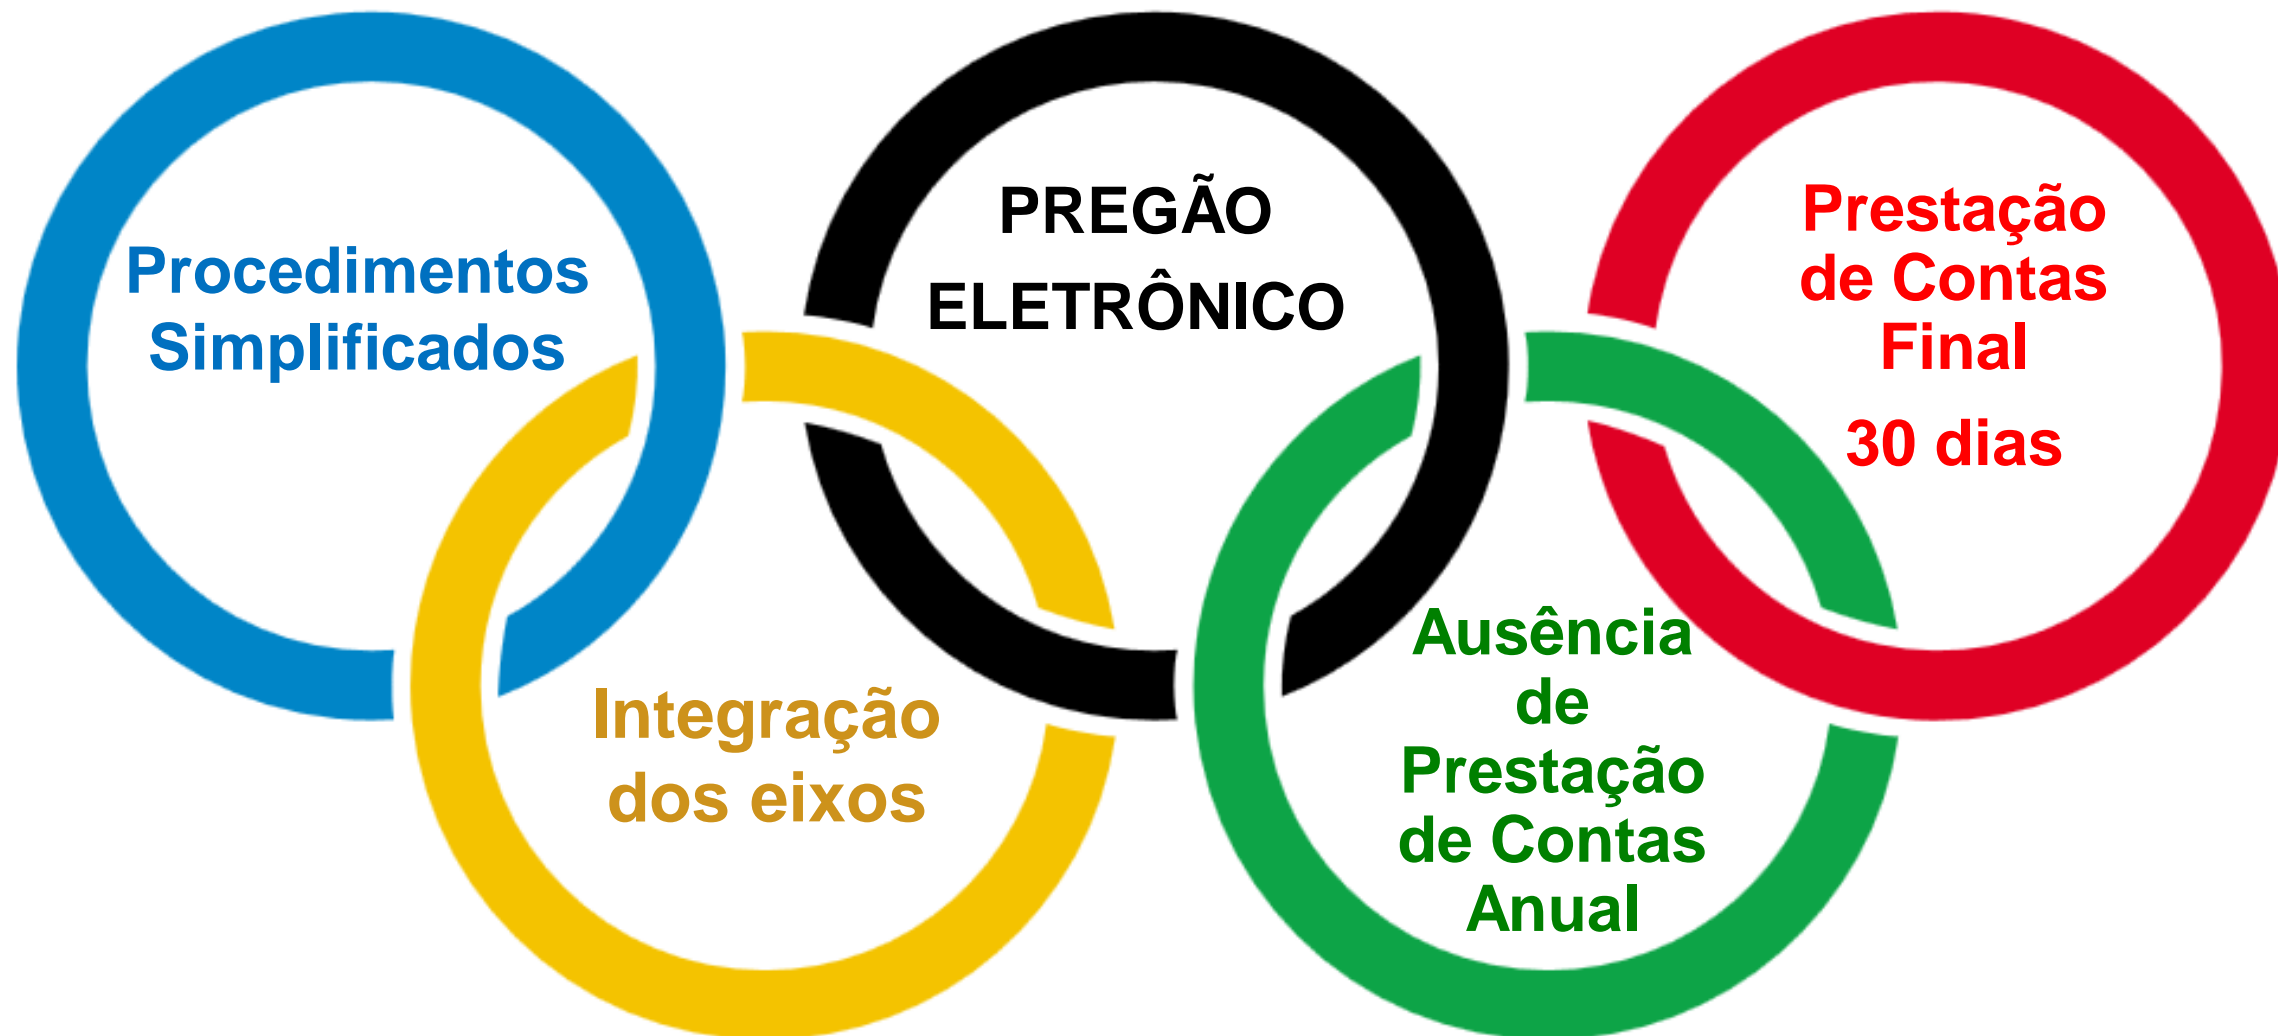 Procedimentos
Simplificados
Integração
dos eixos
PREGÃO
ELETRÔNICO
Ausência
de
Prestação
de Contas
Anual
Prestação
de Contas
Final
30 dias